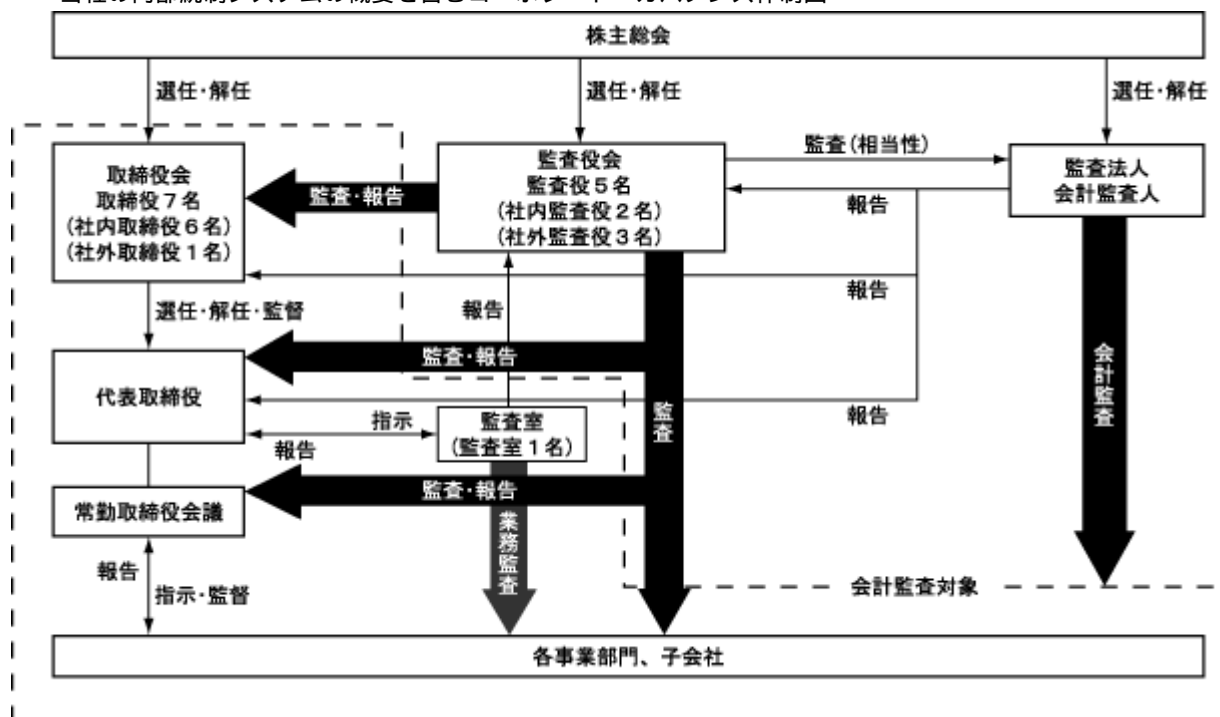 当社の内部統制システムの概要を含むコーポレート・ガバナンス体制図
株主総会
選任・解任
選任・解任
選任・解任
取締役会
取締役7名
(社内取締役6名)
(社外取締役1名)
監査・報告
監査役会
監査役5名
(社内監査役2名)
(社外監査役3名)
監査(相当性)
報告
監査法人
会計監査人
報告
選任・解任・監督
報告
監査・報告
代表取締役
報告
指示
報告
監査室
(監査室1名)
監査
会計監査
監査・報告
常勤取締役会議
業務監査
報告
指示・監督
会計監査対象
各事業部門、子会社